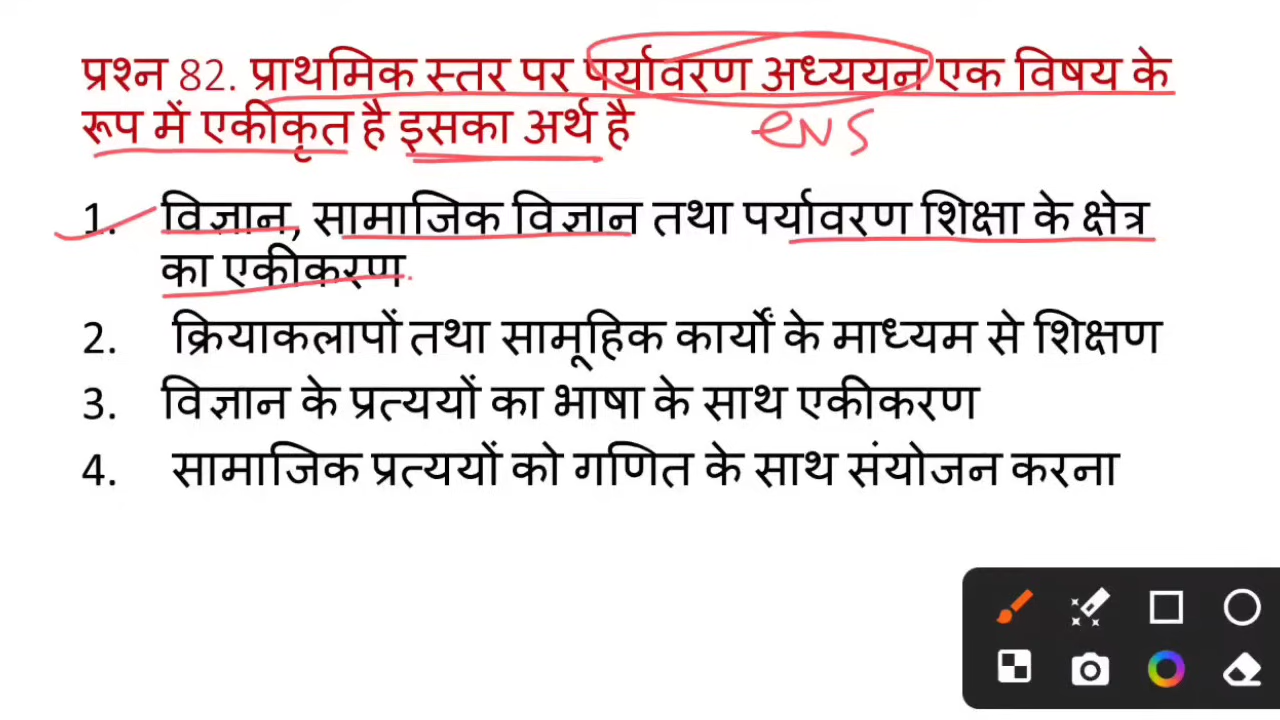 प्रश्न 82. प्राथमिक स्तर पर पर्यावरण अध्ययन एक विषय के
रूप में एकीकृत है इसका अर्थ है
ens
1. विज्ञान, सामाजिक विज्ञान तथा पर्यावरण शिक्षा के क्षेत्र
का एकीकरण
2. क्रियाकलापों तथा सामूहिक कार्यों के माध्यम से शिक्षण
3. विज्ञान के प्रत्ययों का भाषा के साथ एकीकरण
4. सामाजिक प्रत्ययों को गणित के साथ संयोजन करना